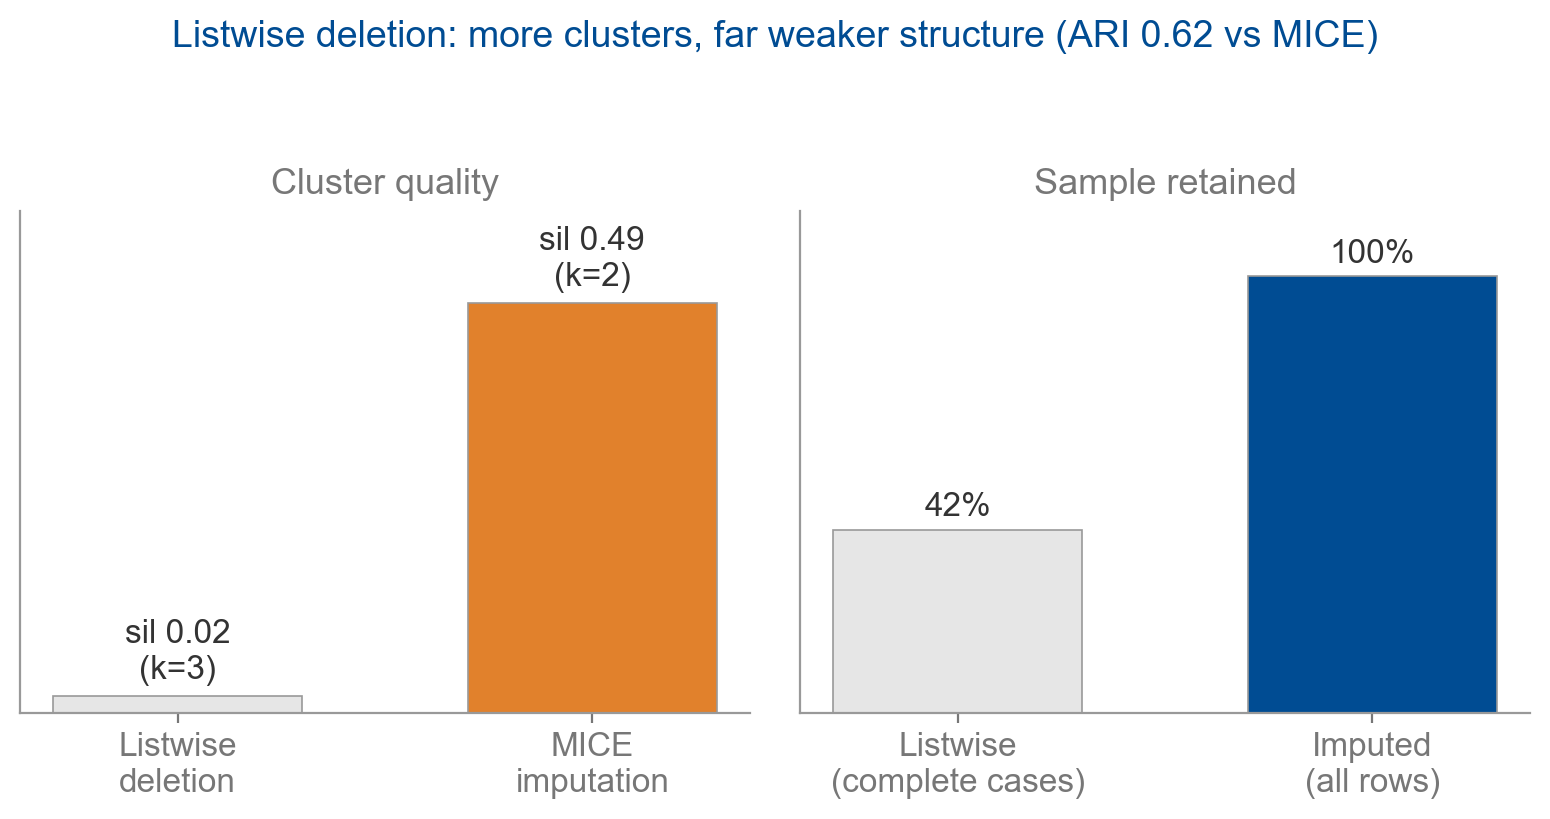 Listwise deletion: more clusters, far weaker structure (ARI 0.62 vs MICE)
Cluster quality
sil 0.02
(k=3)
sil 0.49
(k=2)
Listwise
deletion
MICE
imputation
Sample retained
42%
100%
Listwise
(complete cases)
Imputed
(all rows)